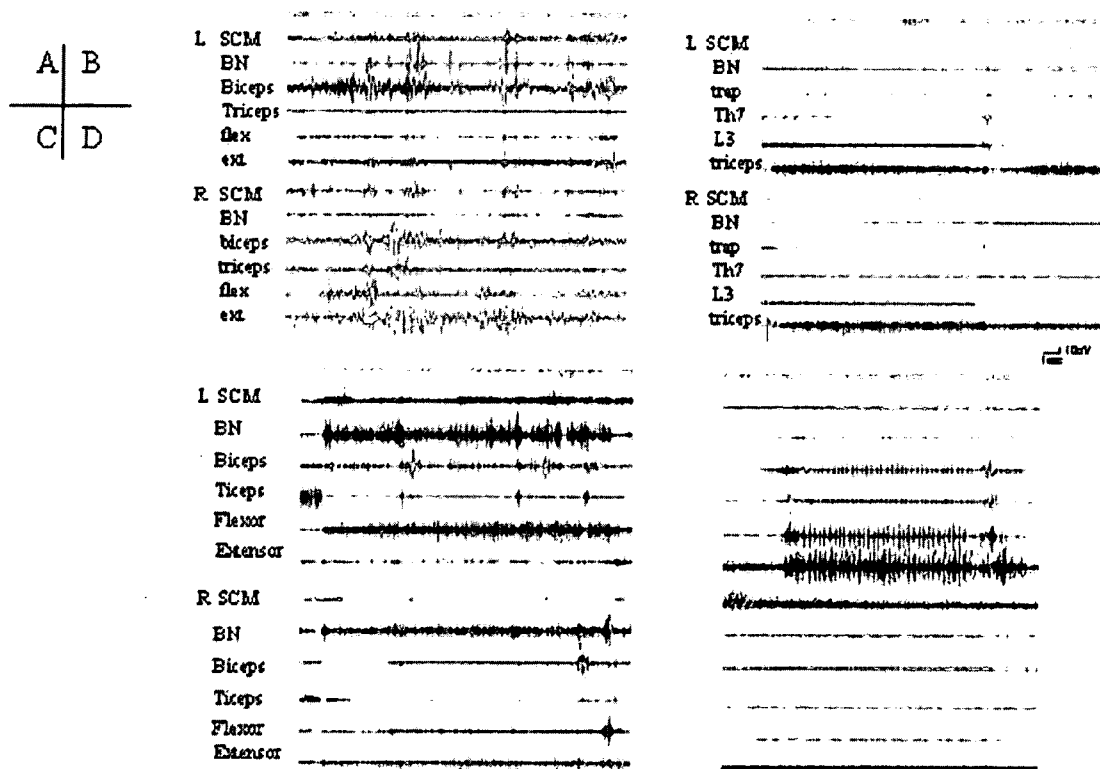 A B
C D
L SCM
BN
Biceps
Triceps
flex
ext
R SCM
BN
biceps
triceps
flex
ext
L SCM
BN
trap
Th7
L3
triceps
R SCM
BN
trap
Th7
L3
triceps
L SCM
BN
Biceps
Ticeps
Flexor
Extensor
R SCM
BN
Biceps
Ticeps
Flexor
Extensor